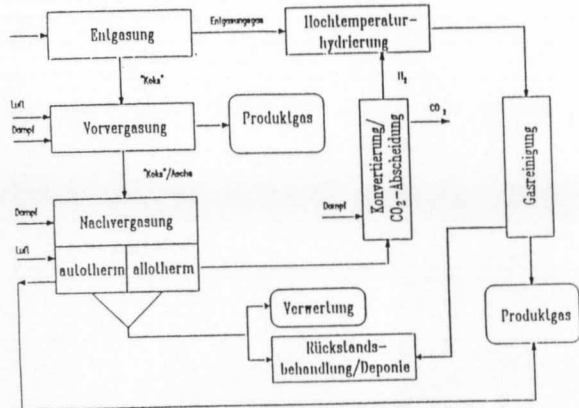 Entgasung
Entgasungsgas
Hochtemperatur-
hydrierung
"Koks"
H2
Luft
Dampf
Vorvergasung
Produktgas
Konvertierung/
CO2-Abscheidung
CO2
Gasreinigung
"Koks"/Asche
Dampf
Nachvergasung
Dampf
Luft
autotherm
allotherm
Verwertung
Produktgas
Rückstands-
behandlung/Deponie